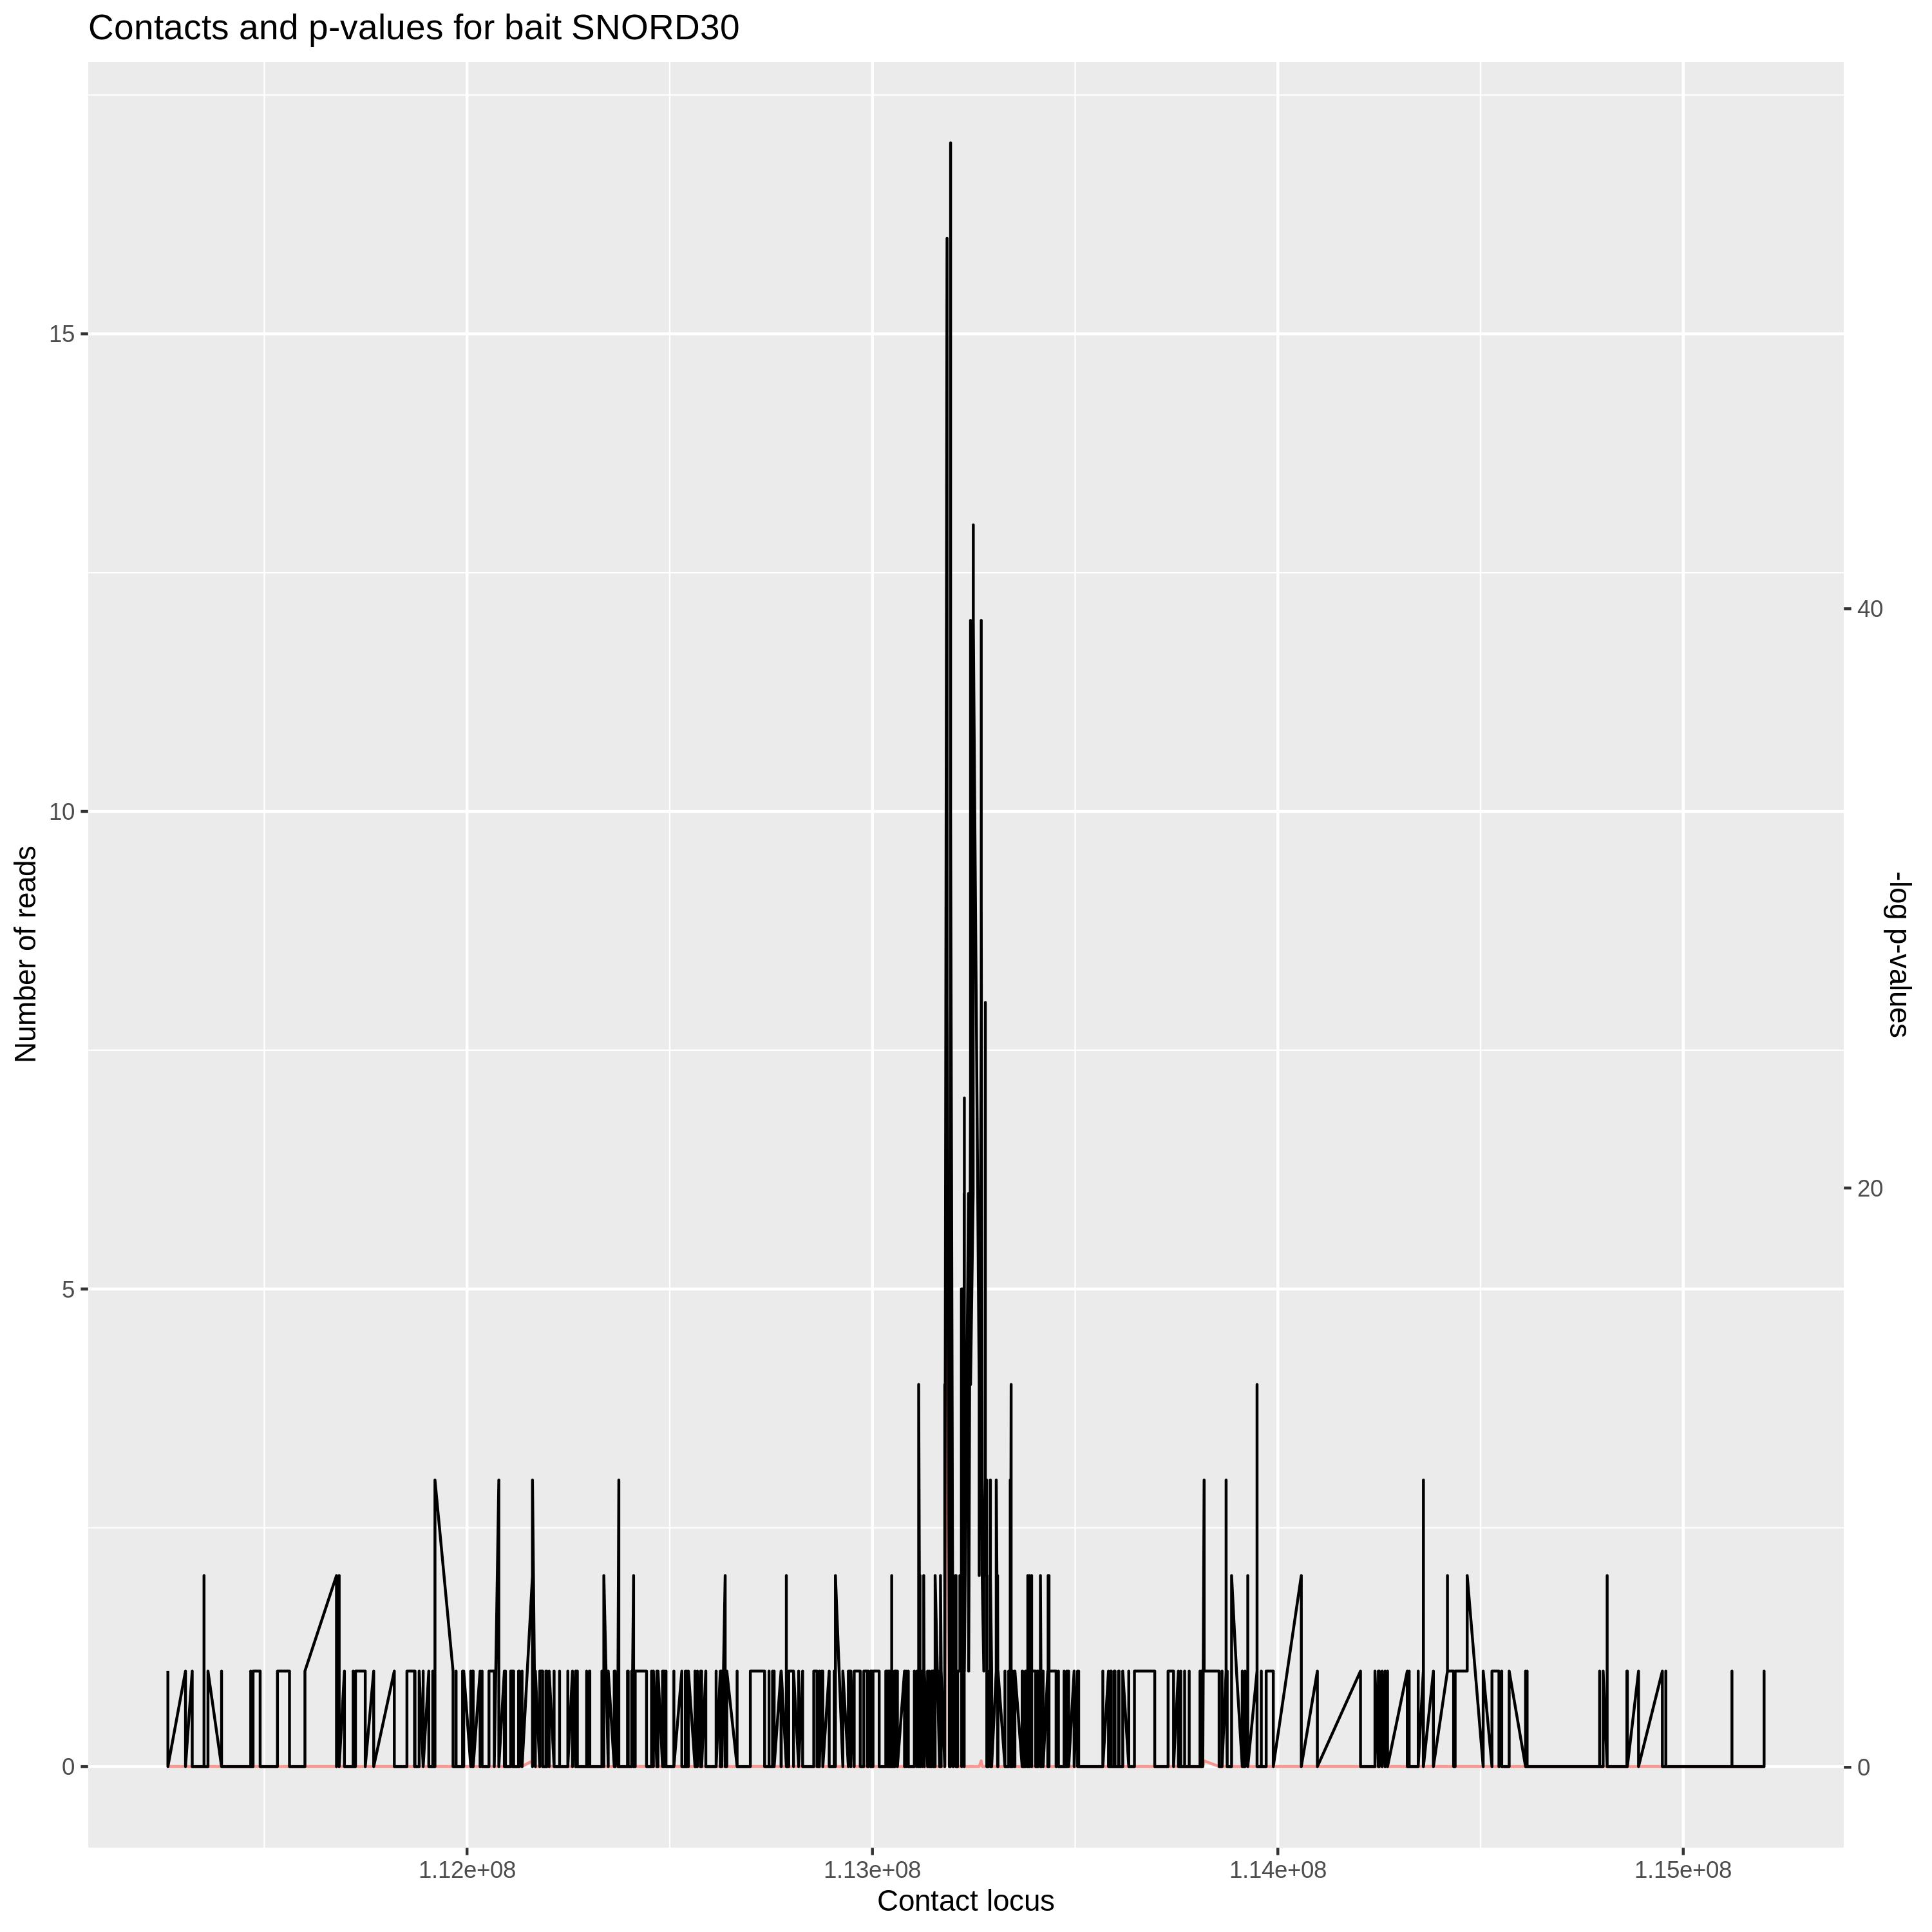 Contacts and p-values for bait SNORD30
15
10
5
0
Number of reads
40
20
0
-log p-values
1.12e+08
1.13e+08
1.14e+08
1.15e+08
Contact locus